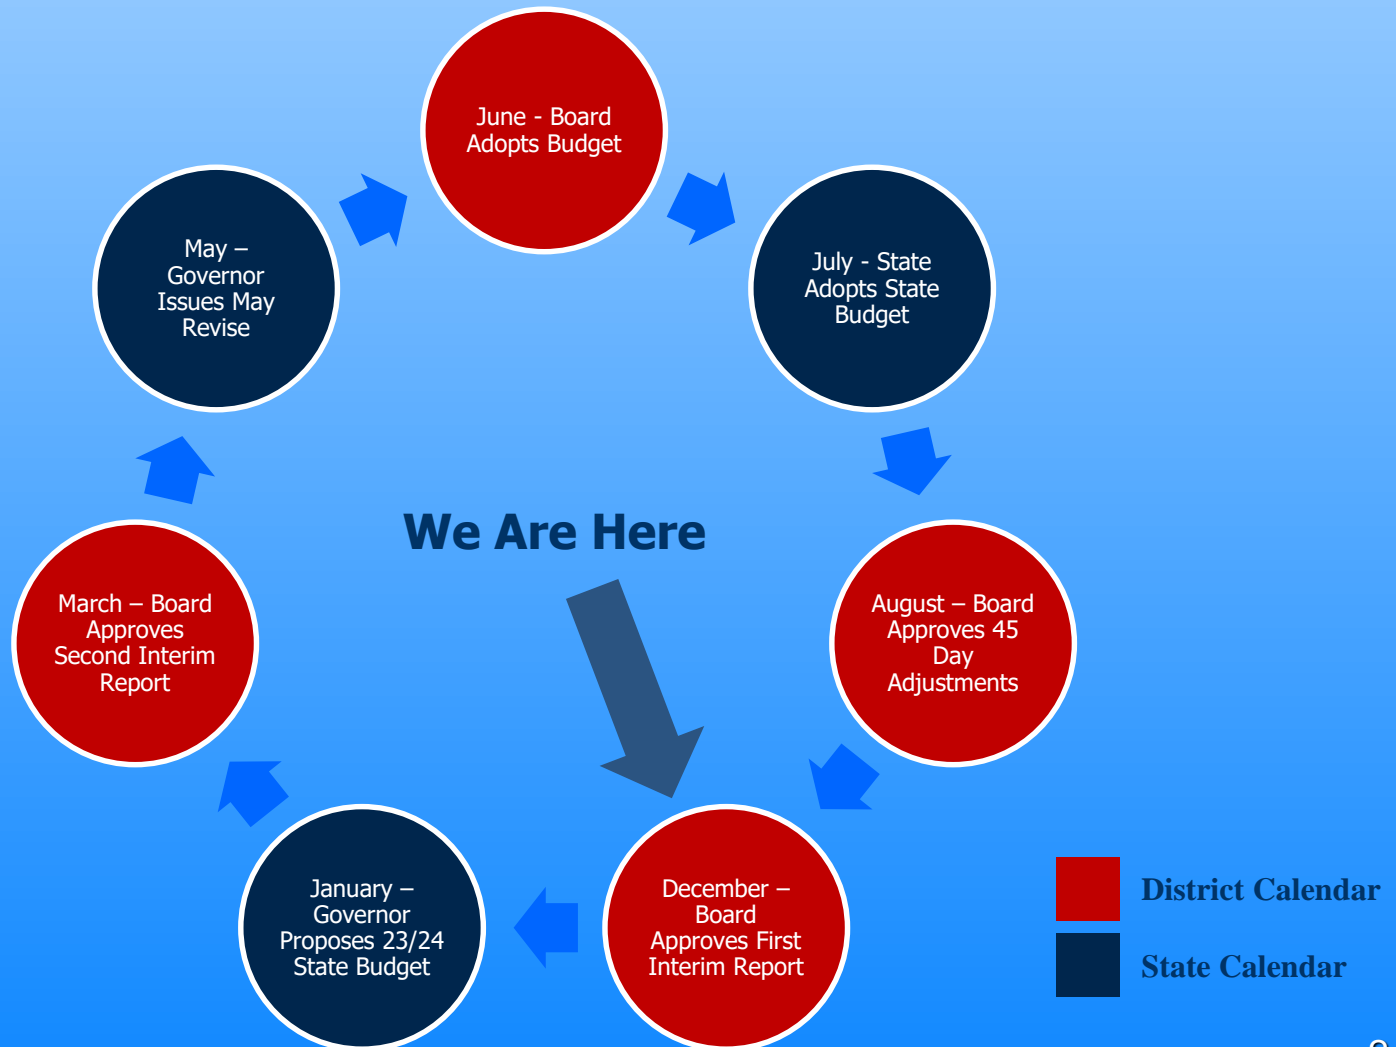 June - Board
Adopts Budget
July - State
Adopts State
Budget
August – Board
Approves 45
Day
Adjustments
December –
Board
Approves First
Interim Report
January –
Governor
Proposes 23/24
State Budget
March – Board
Approves
Second Interim
Report
May –
Governor
Issues May
Revise
We Are Here
District Calendar
State Calendar